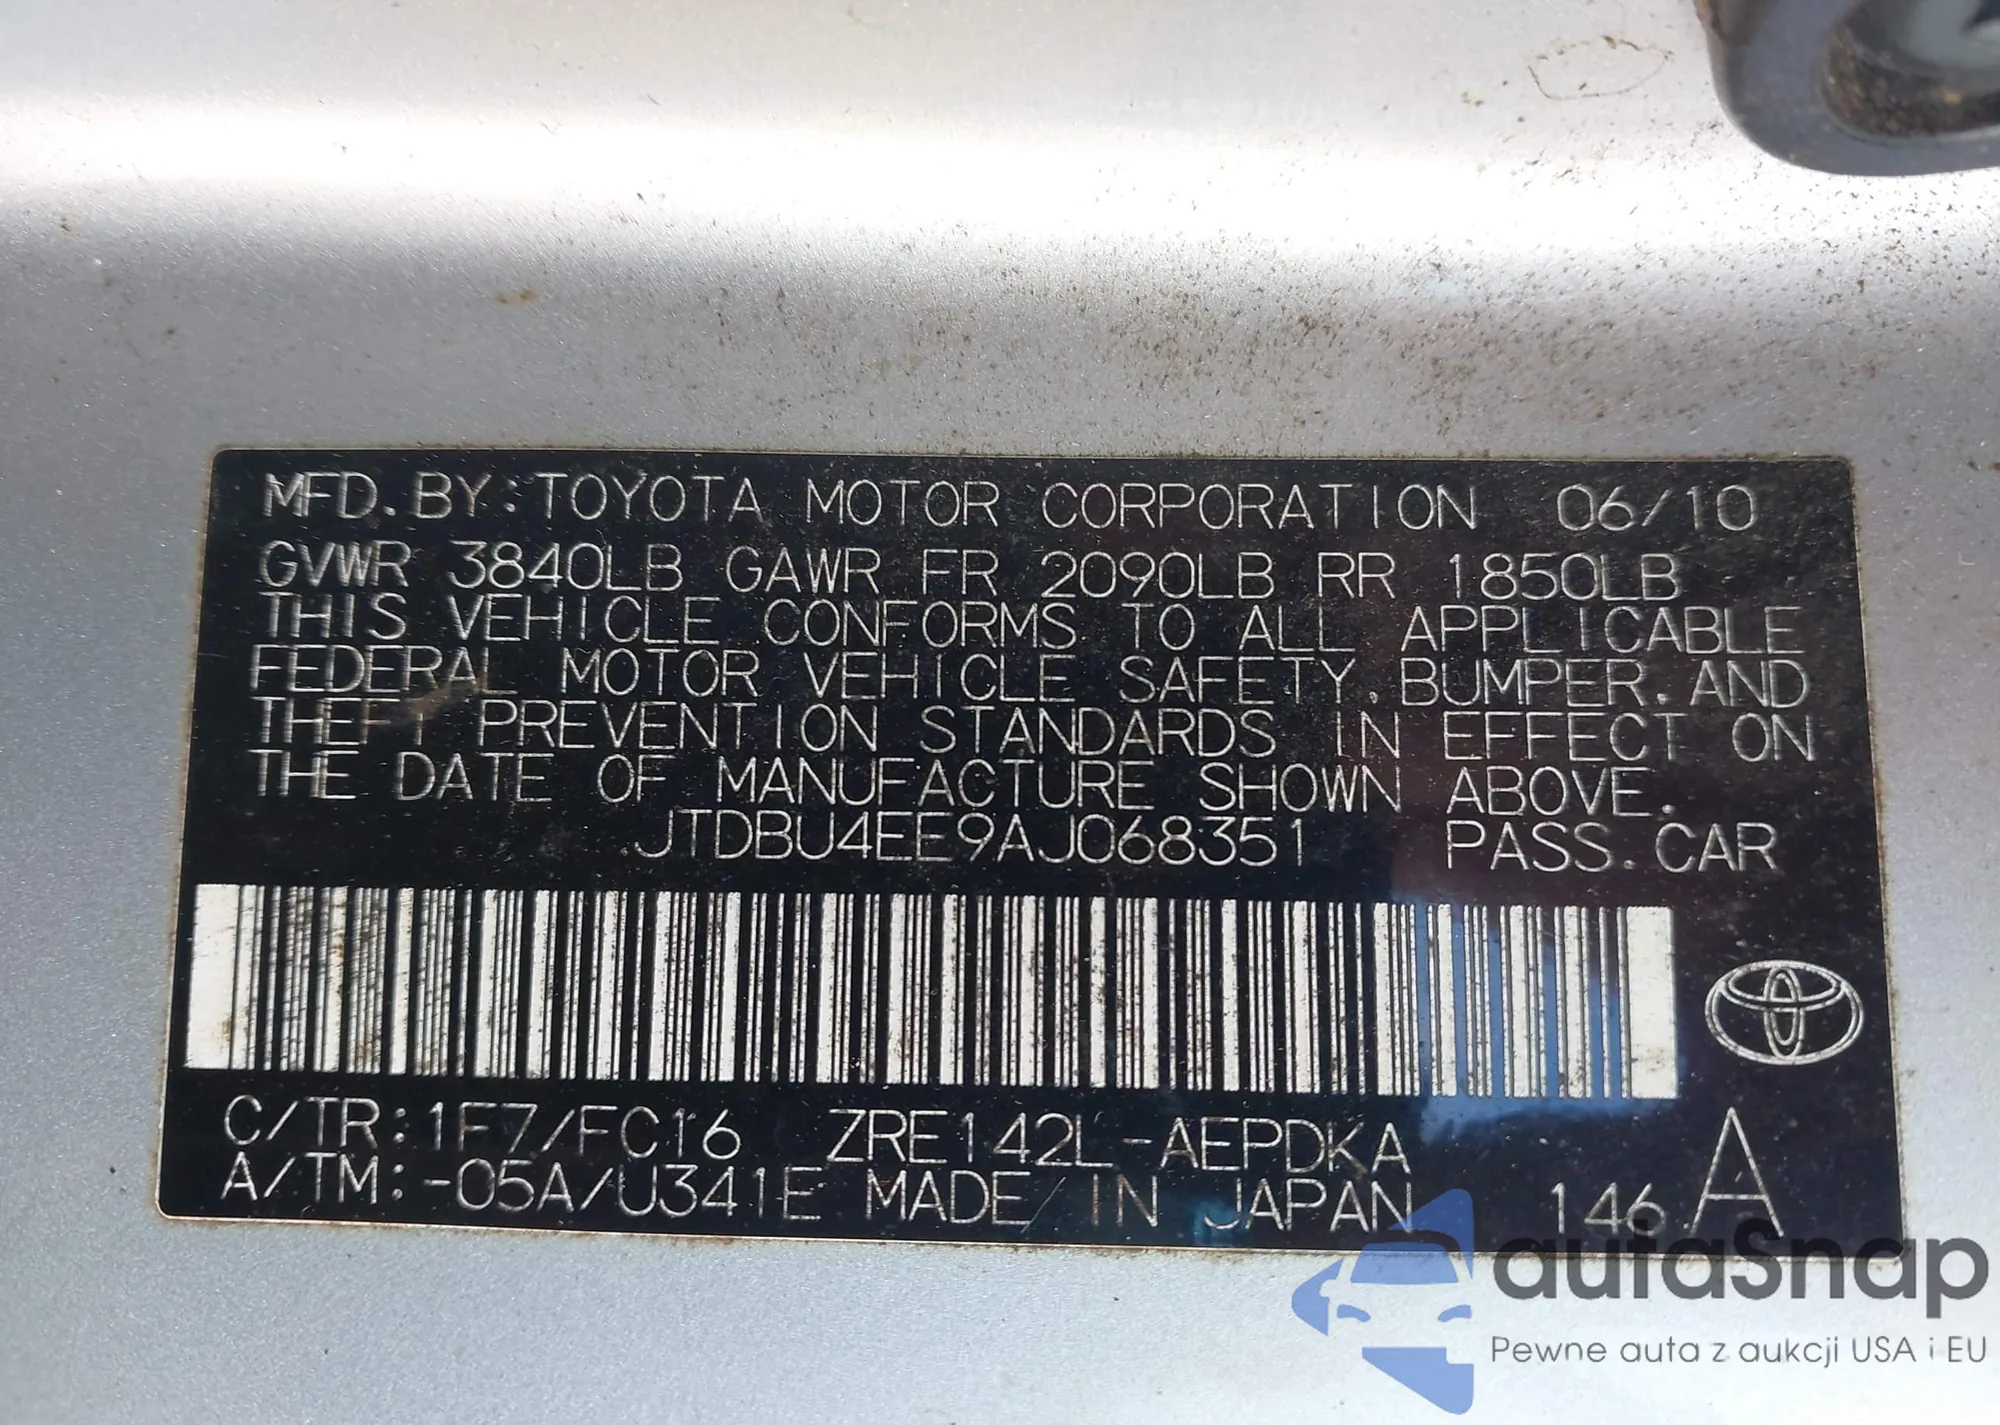 MFD. BY: TOYOTA MOTOR CORPORATION 06/10
GVWR 3840LB GAWR FR 2090LB RR 1850LB
THIS VEHICLE CONFORMS TO ALL APPLICABLE
FEDERAL MOTOR VEHICLE SAFETY, BUMPER, AND
THEFT PREVENTION STANDARDS IN EFFECT ON
THE DATE OF MANUFACTURE SHOWN ABOVE.
JTDBU4EE9AJ068351 PASS. CAR
C/TR: 1F7/FC16 ZRE142L-AEPDKA
A/TM: -05A/U341E MADE IN JAPAN 146 A
autaSnap
Pewne auta z aukcji USA i EU